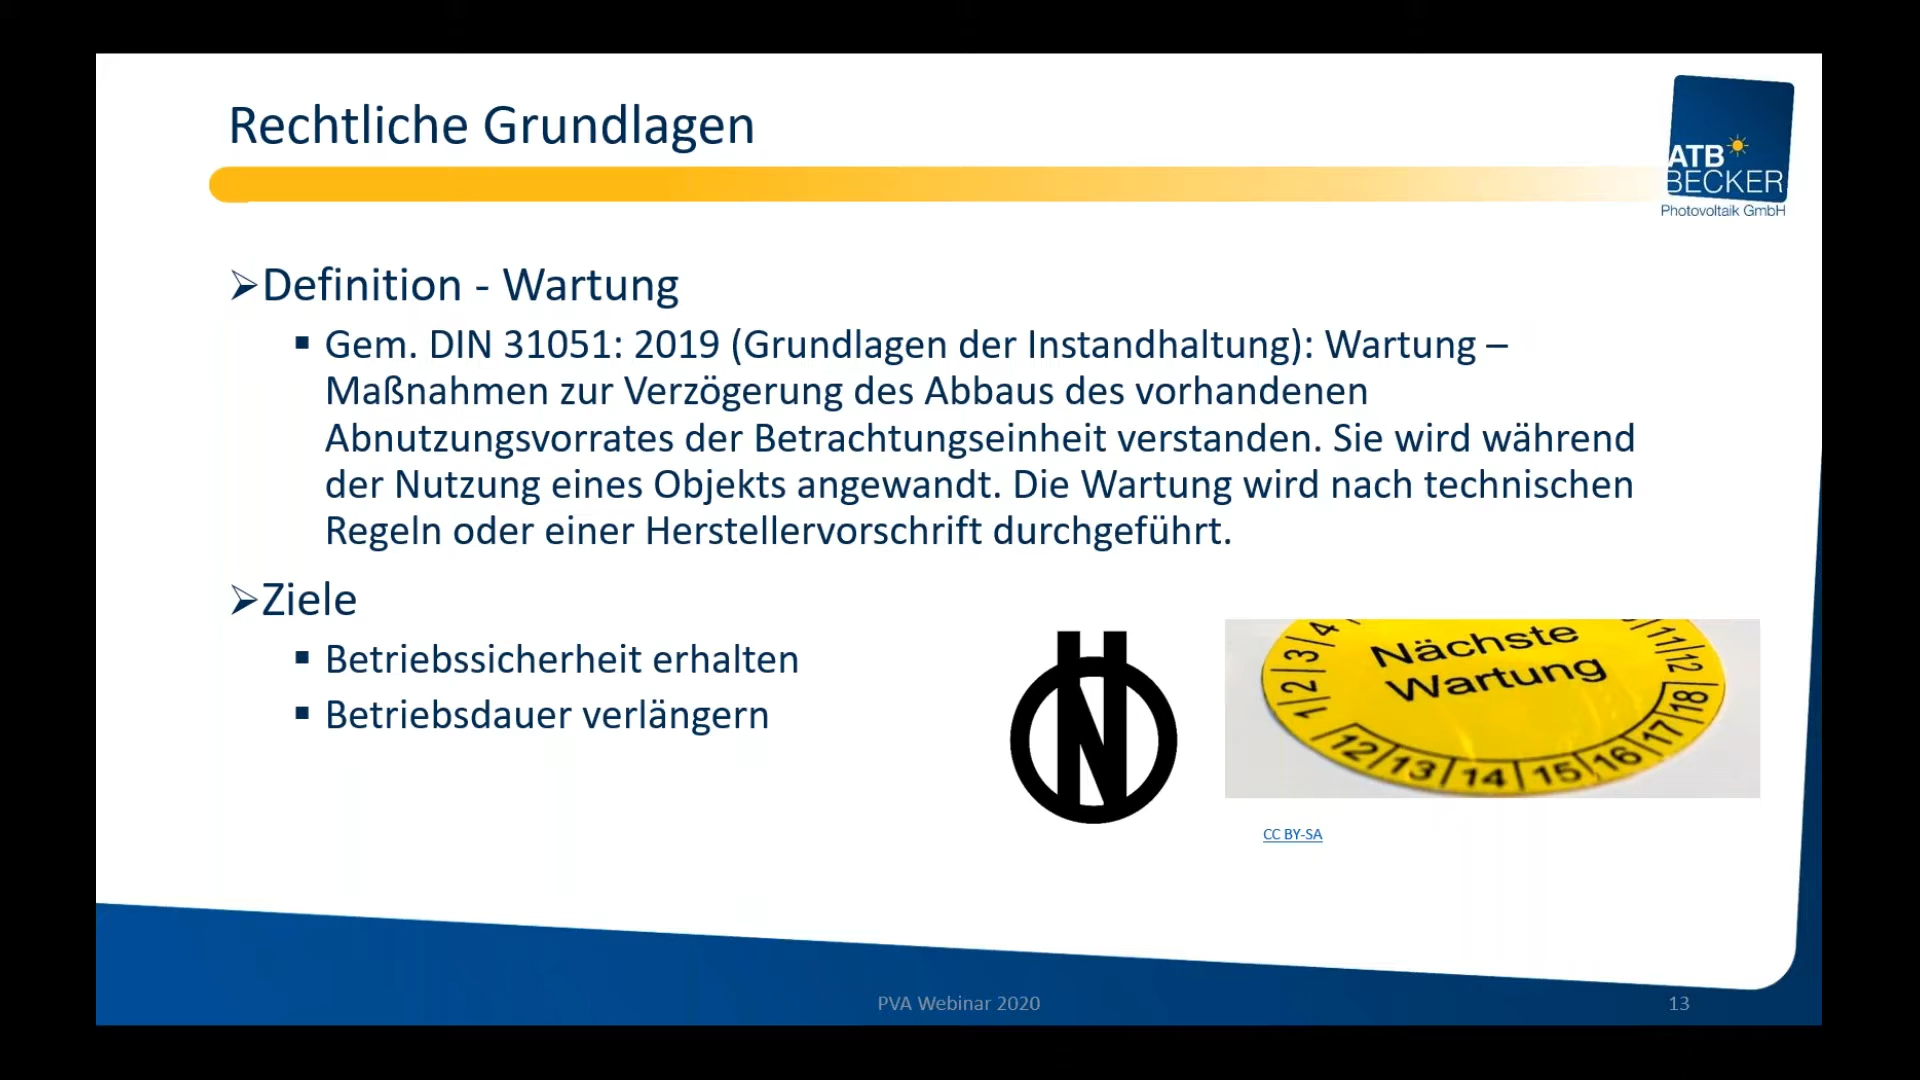 Rechtliche Grundlagen
ATB
BECKER
Photovoltaik GmbH
Definition - Wartung
Gem. DIN 31051: 2019 (Grundlagen der Instandhaltung): Wartung –
Maßnahmen zur Verzögerung des Abbaus des vorhandenen
Abnutzungsvorrates der Betrachtungseinheit verstanden. Sie wird während
der Nutzung eines Objekts angewandt. Die Wartung wird nach technischen
Regeln oder einer Herstellervorschrift durchgeführt.
Ziele
Betriebssicherheit erhalten
Betriebsdauer verlängern
N
Nächste
Wartung
1/2/3/4
11/12
12/13/14/15/16/17/18
CC BY-SA
PVA Webinar 2020
13